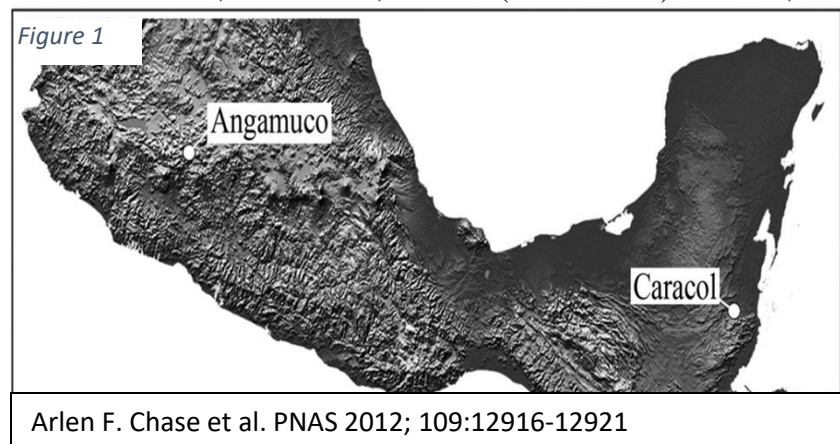 Figure 1
Angamuco
Caracol
Arlen F. Chase et al. PNAS 2012; 109:12916-12921